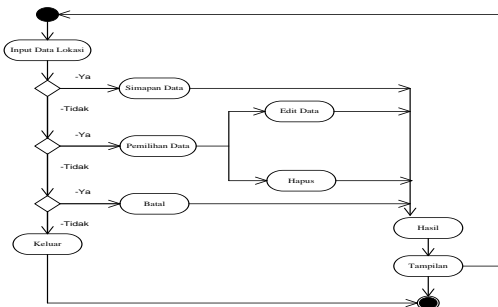 Input Data Lokasi
-Ya
Simapan Data
-Tidak
Edit Data
-Ya
Pemilihan Data
-Tidak
Hapus
-Ya
Batal
-Tidak
Hasil
Keluar
Tampilan